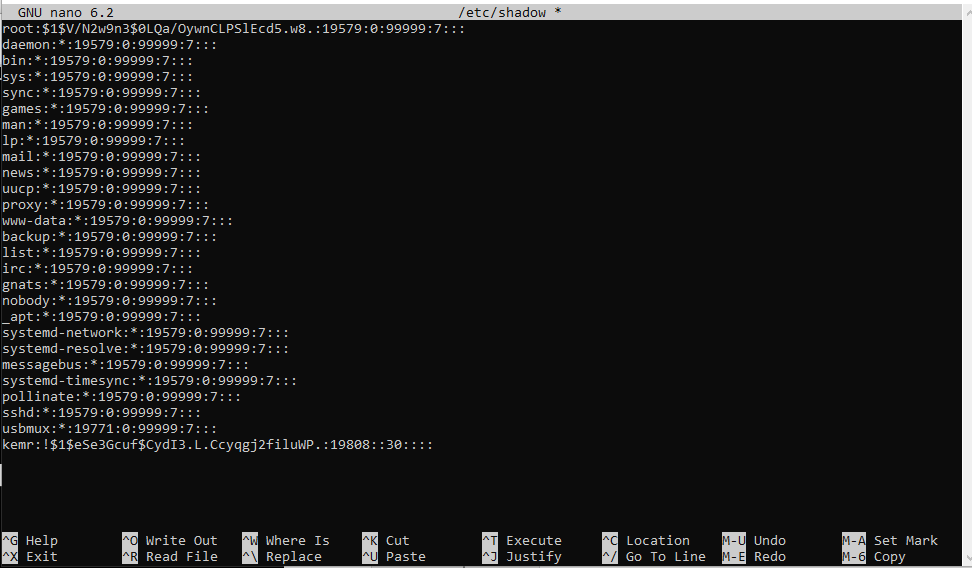 GNU nano 6.2 /etc/shadow *
root:$1$V/N2w9n3$0LQa/OywnCLPSlEcd5.w8.:19579:0:99999:7:::
daemon:*:19579:0:99999:7:::
bin:*:19579:0:99999:7:::
sys:*:19579:0:99999:7:::
sync:*:19579:0:99999:7:::
games:*:19579:0:99999:7:::
man:*:19579:0:99999:7:::
lp:*:19579:0:99999:7:::
mail:*:19579:0:99999:7:::
news:*:19579:0:99999:7:::
uucp:*:19579:0:99999:7:::
proxy:*:19579:0:99999:7:::
www-data:*:19579:0:99999:7:::
backup:*:19579:0:99999:7:::
list:*:19579:0:99999:7:::
irc:*:19579:0:99999:7:::
gnats:*:19579:0:99999:7:::
nobody:*:19579:0:99999:7:::
_apt:*:19579:0:99999:7:::
systemd-network:*:19579:0:99999:7:::
systemd-resolve:*:19579:0:99999:7:::
messagebus:*:19579:0:99999:7:::
systemd-timesync:*:19579:0:99999:7:::
pollinate:*:19579:0:99999:7:::
sshd:*:19579:0:99999:7:::
usbmux:*:19771:0:99999:7:::
kemr:!$1$eSe3Gcuf$CydI3.L.Ccyqgj2filuWP.:19808::30::::
^G Help ^O Write Out ^W Where Is ^K Cut ^T Execute ^C Location M-U Undo M-A Set Mark
^X Exit ^R Read File ^\ Replace ^U Paste ^J Justify ^/ Go To Line M-E Redo M-6 Copy